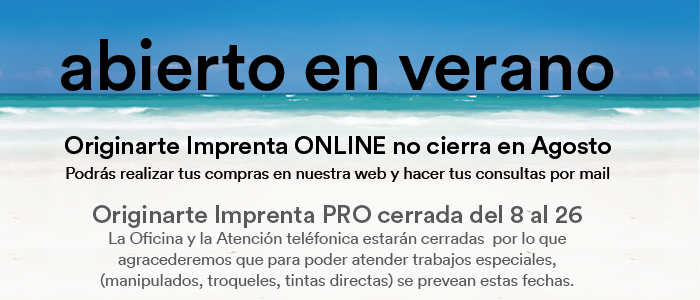 abierto en verano
Originarte Imprenta ONLINE no cierra en Agosto
Podrás realizar tus compras en nuestra web y hacer tus consultas por mail
Originarte Imprenta PRO cerrada del 8 al 26
La Oficina y la Atención teléfonica estarán cerradas por lo que
agracederemos que para poder atender trabajos especiales,
(manipulados, troqueles, tintas directas) se prevean estas fechas.